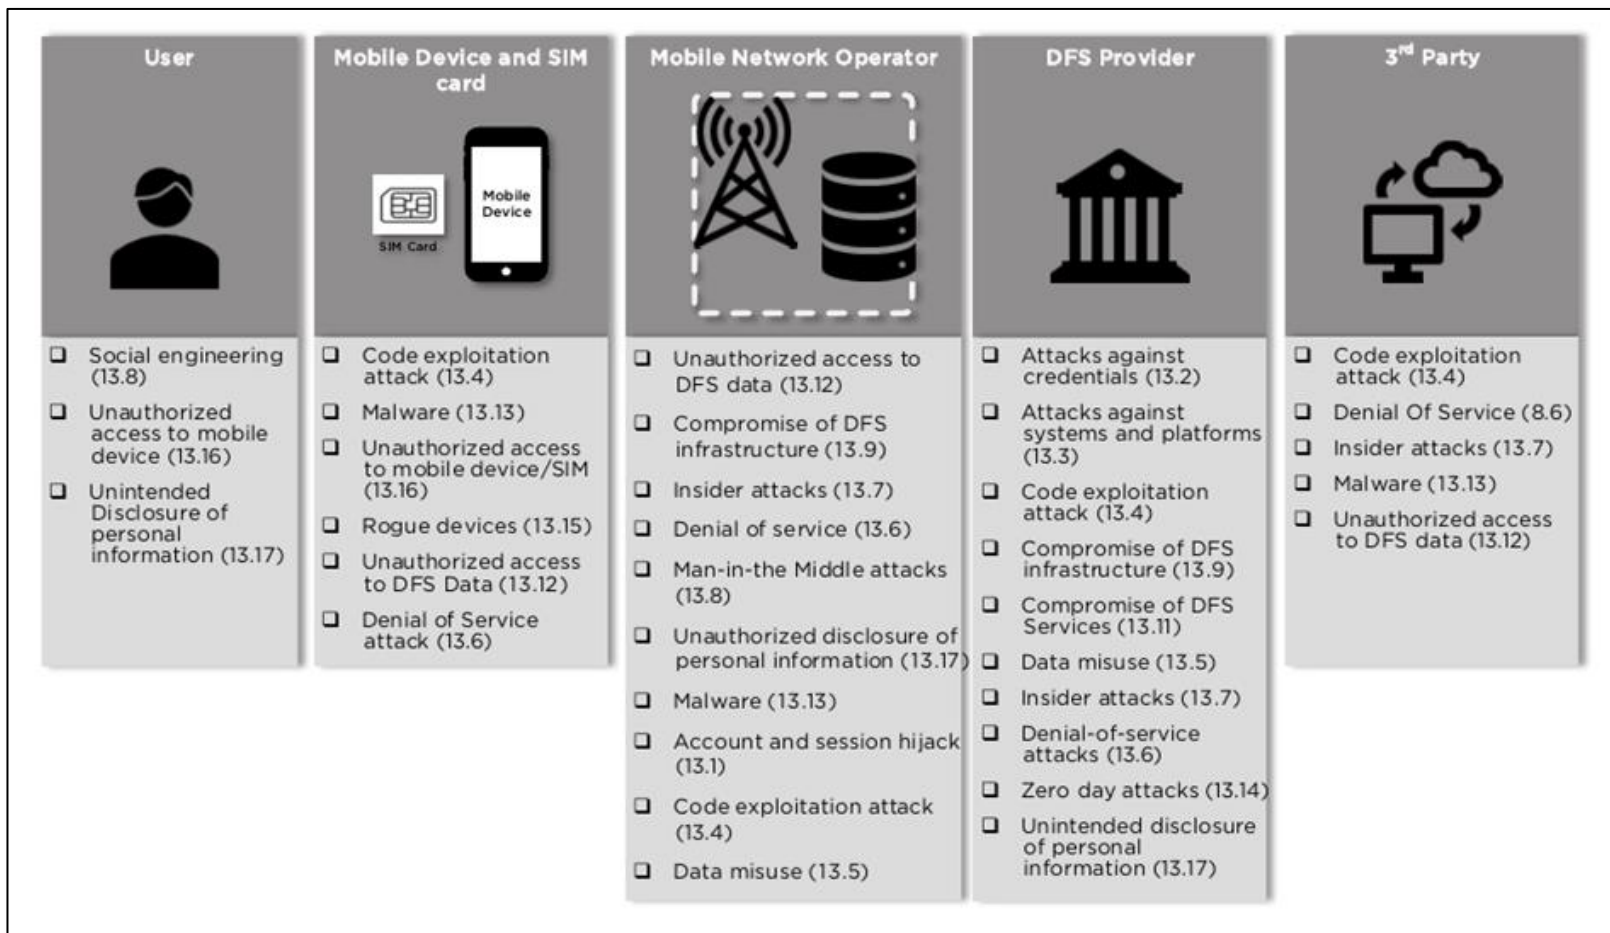 User
Social engineering
(13.8)
Unauthorized
access to mobile
device (13.16)
Unintended
Disclosure of
personal
information (13.17)
Mobile Device and SIM
card
SIM Card
Mobile
Device
Code exploitation
attack (13.4)
Malware (13.13)
Unauthorized access
to mobile device/SIM
(13.16)
Rogue devices (13.15)
Unauthorized access
to DFS Data (13.12)
Denial of Service
attack (13.6)
Mobile Network Operator
Unauthorized access to
DFS data (13.12)
Compromise of DFS
infrastructure (13.9)
Insider attacks (13.7)
Denial of service (13.6)
Man-in-the Middle attacks
(13.8)
Unauthorized disclosure of
personal information (13.17)
Malware (13.13)
Account and session hijack
(13.1)
Code exploitation attack
(13.4)
Data misuse (13.5)
DFS Provider
Attacks against
credentials (13.2)
Attacks against
systems and platforms
(13.3)
Code exploitation
attack (13.4)
Compromise of DFS
infrastructure (13.9)
Compromise of DFS
Services (13.11)
Data misuse (13.5)
Insider attacks (13.7)
Denial-of-service
attacks (13.6)
Zero day attacks (13.14)
Unintended disclosure
of personal
information (13.17)
3rd Party
Code exploitation
attack (13.4)
Denial Of Service (8.6)
Insider attacks (13.7)
Malware (13.13)
Unauthorized access
to DFS data (13.12)